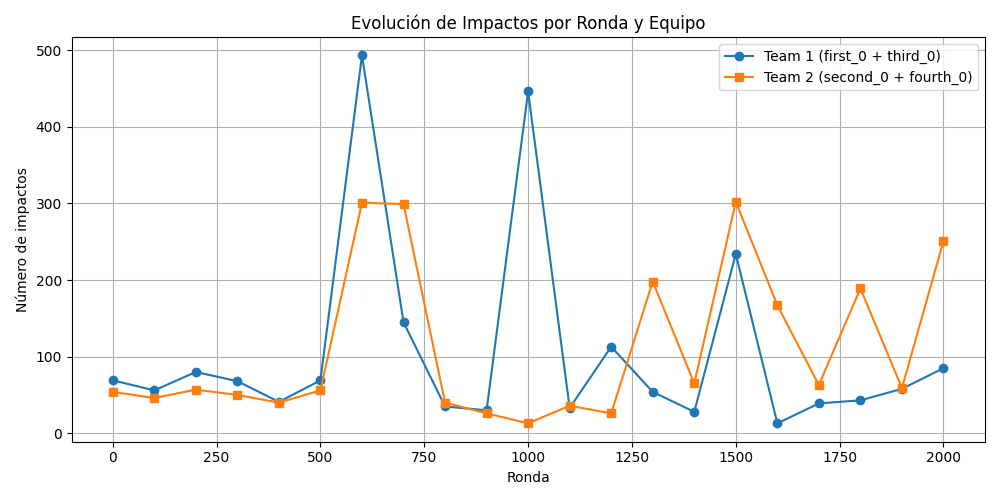 Evolución de Impactos por Ronda y Equipo
Team 1 (first_0 + third_0)
Team 2 (second_0 + fourth_0)
Número de impactos
500
400
300
200
100
0
0 250 500 750 1000 1250 1500 1750 2000
Ronda